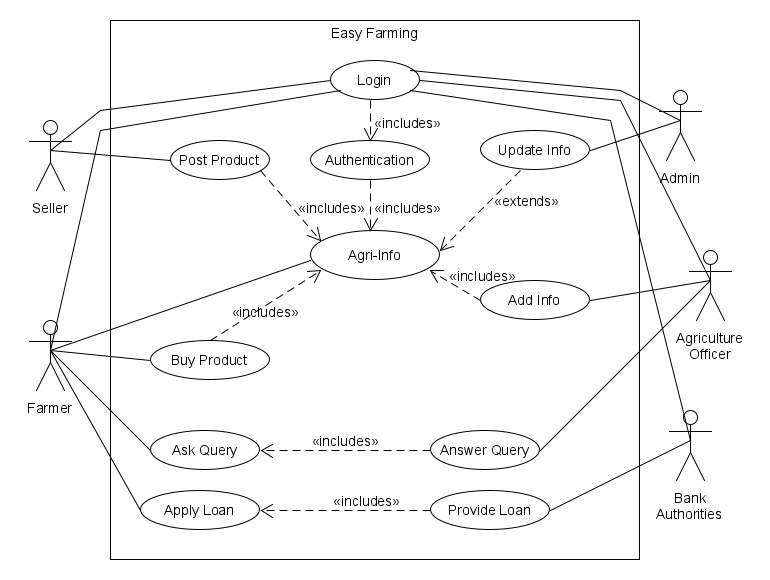 Easy Farming
Login
«includes»
Post Product
Authentication
Update Info
Admin
Seller
«includes»
«includes»
«extends»
Agri-Info
«includes»
Add Info
«includes»
Agriculture
Officer
Buy Product
Farmer
«includes»
Ask Query
Answer Query
«includes»
Apply Loan
Provide Loan
Bank
Authorities